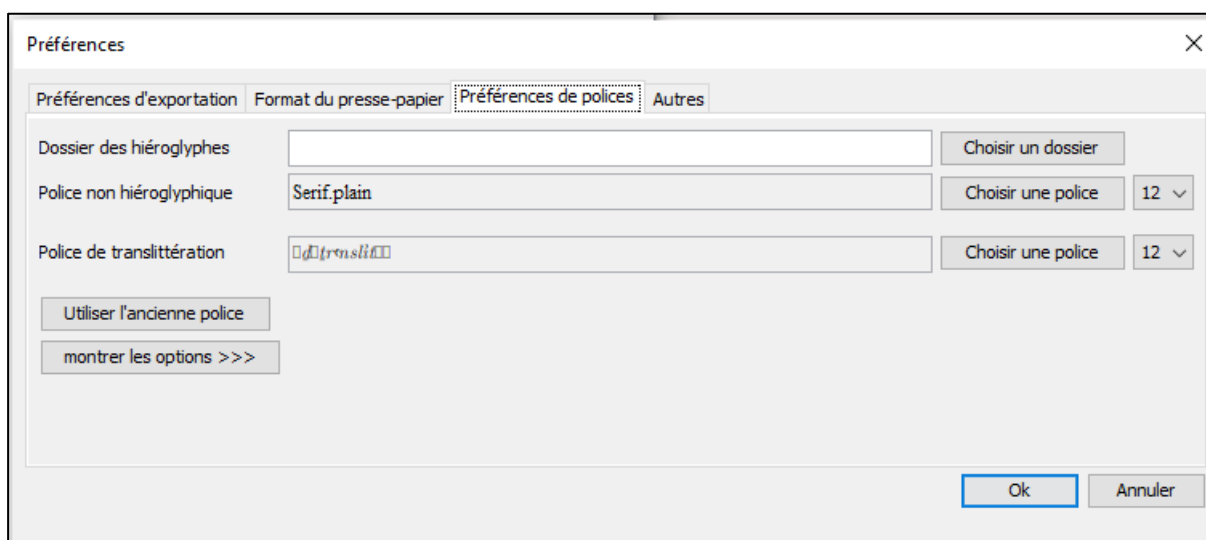 Préférences
Préférences d'exportation Format du presse-papier Préférences de polices Autres
Dossier des hiéroglyphes Choisir un dossier
Police non hiéroglyphique Serif.plain Choisir une police 12
Police de translittération Choisir une police 12
Utiliser l'ancienne police
montrer les options >>>
Ok Annuler